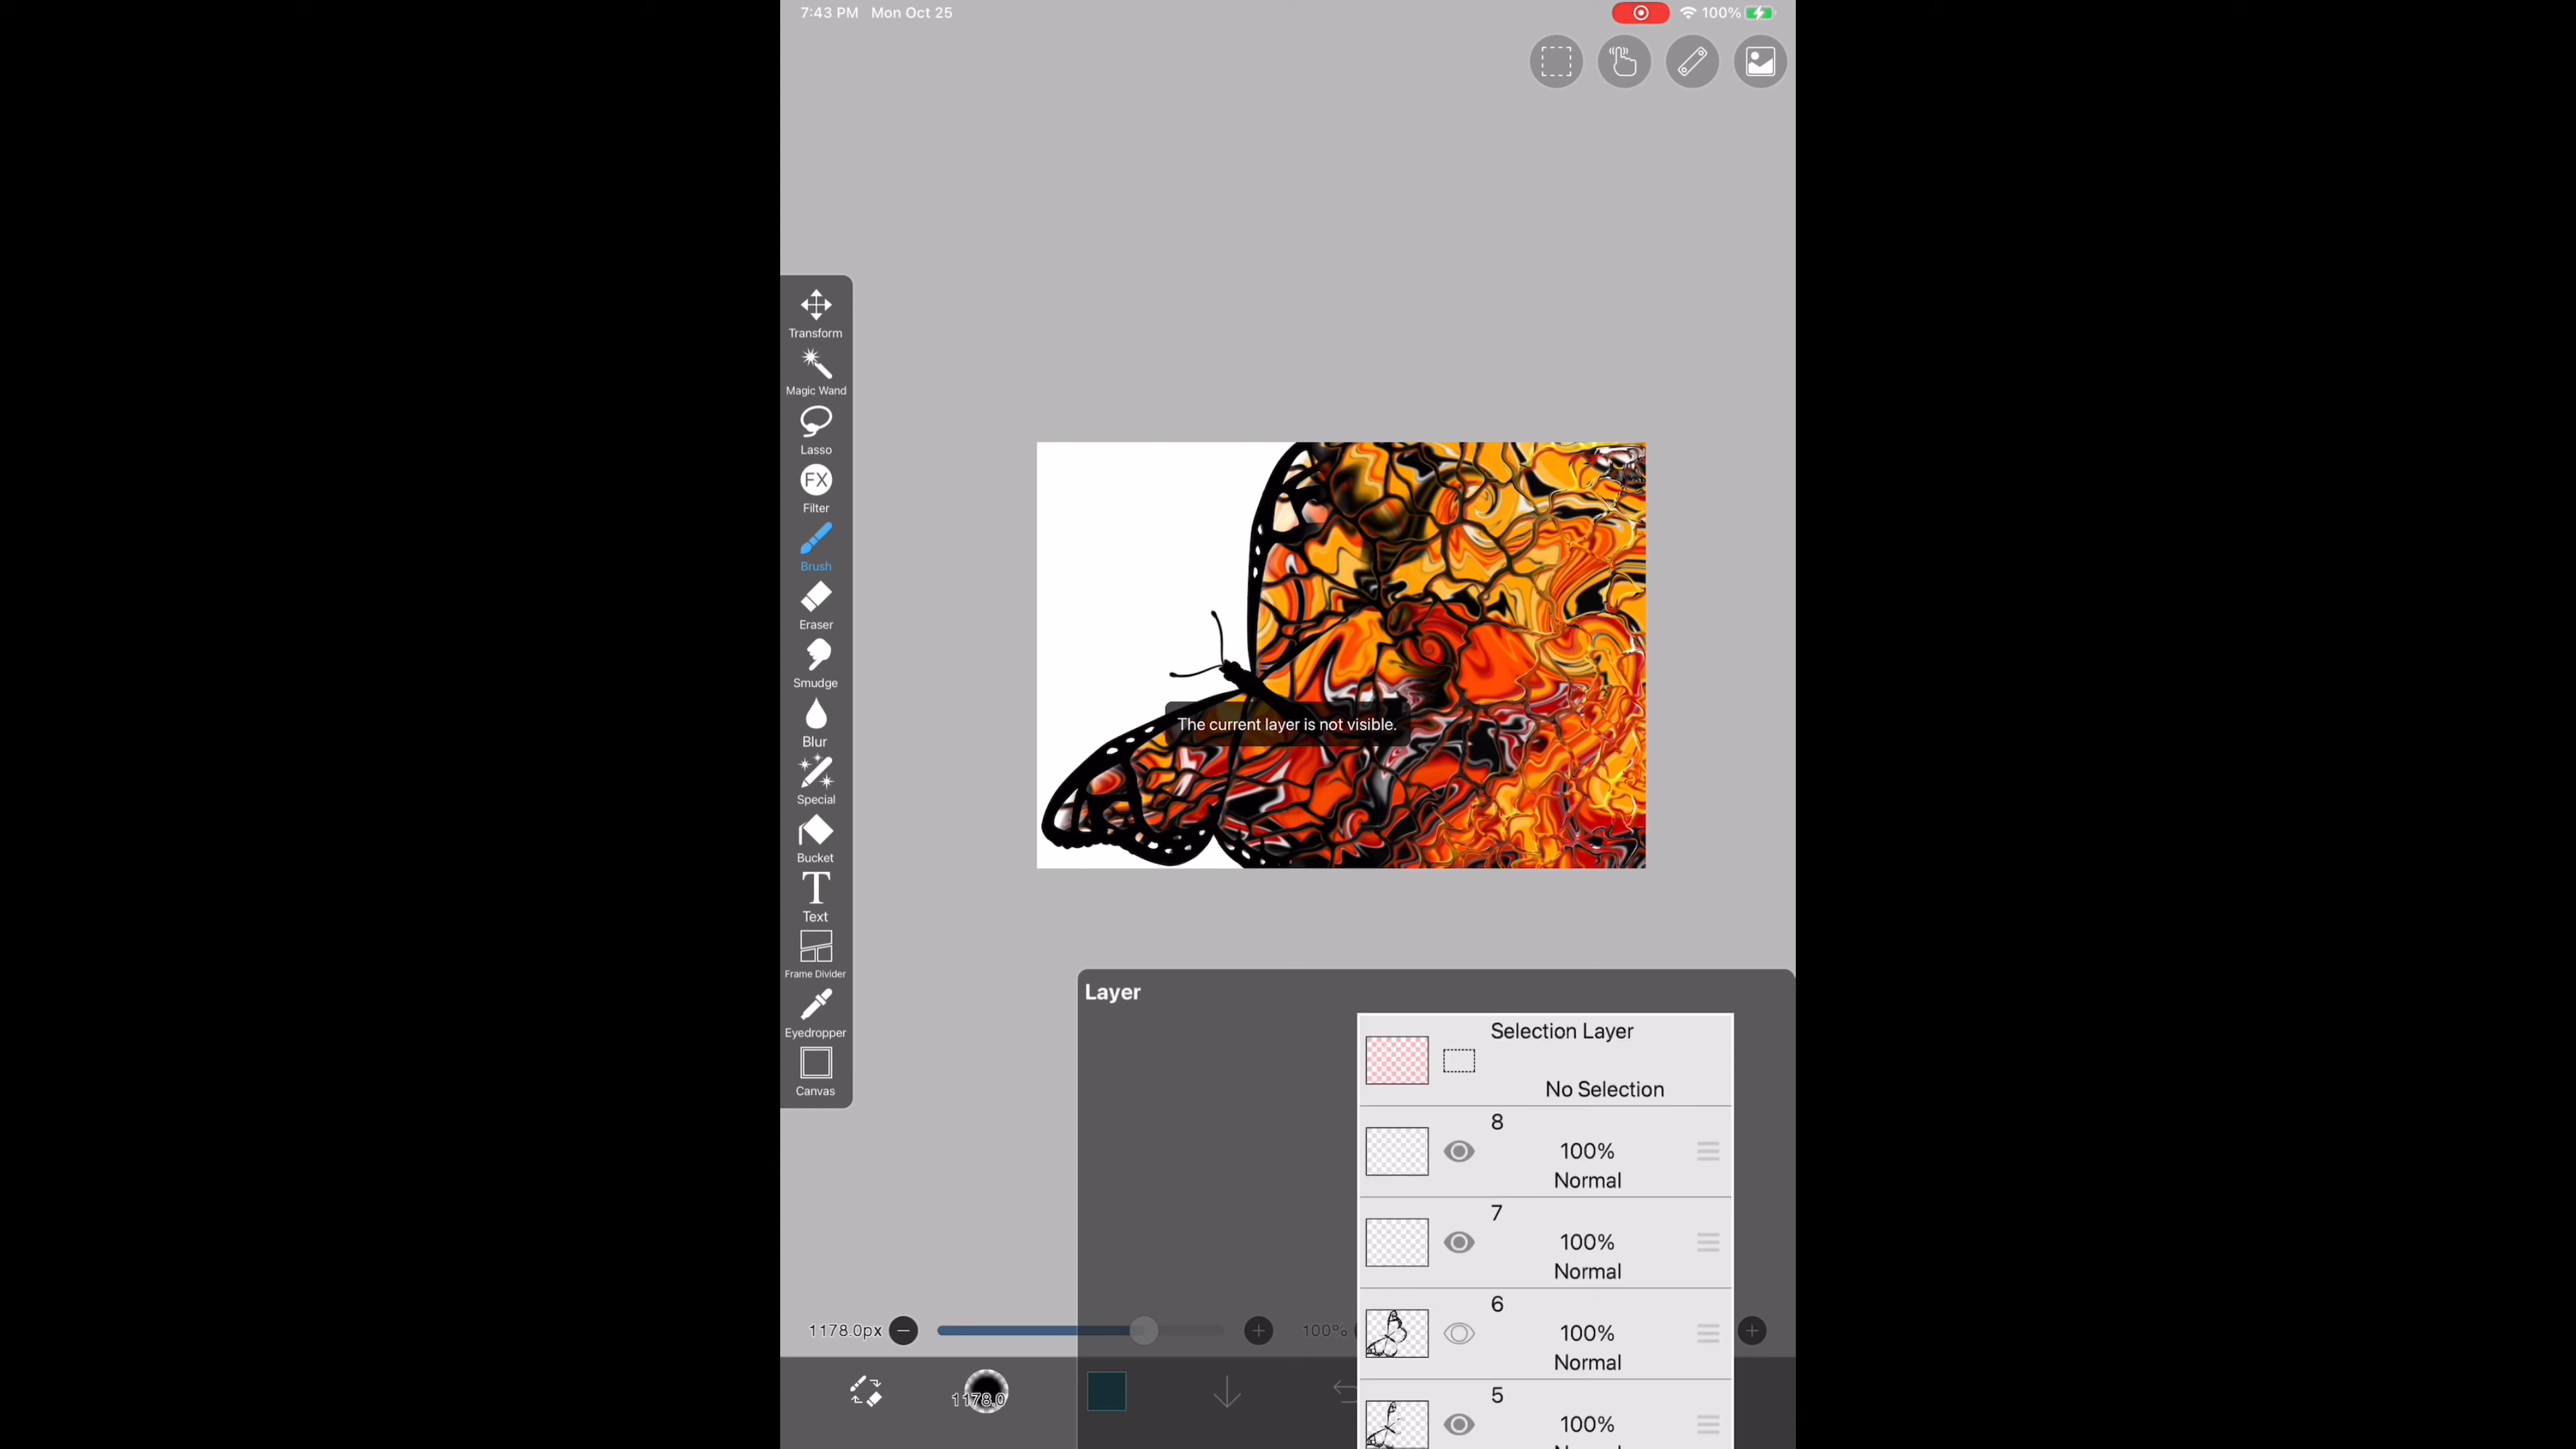 7:43 PM Mon Oct 25
100%
Transform
Magic Wand
Lasso
FX
Filter
Brush
Eraser
Smudge
Blur
Special
Bucket
T
Text
Frame Divider
Eyedropper
Canvas
The current layer is not visible.
Layer
Selection Layer
No Selection
8
100%
Normal
7
100%
Normal
6
100%
Normal
5
100%
Normal
1178.0px
100%
1178.0